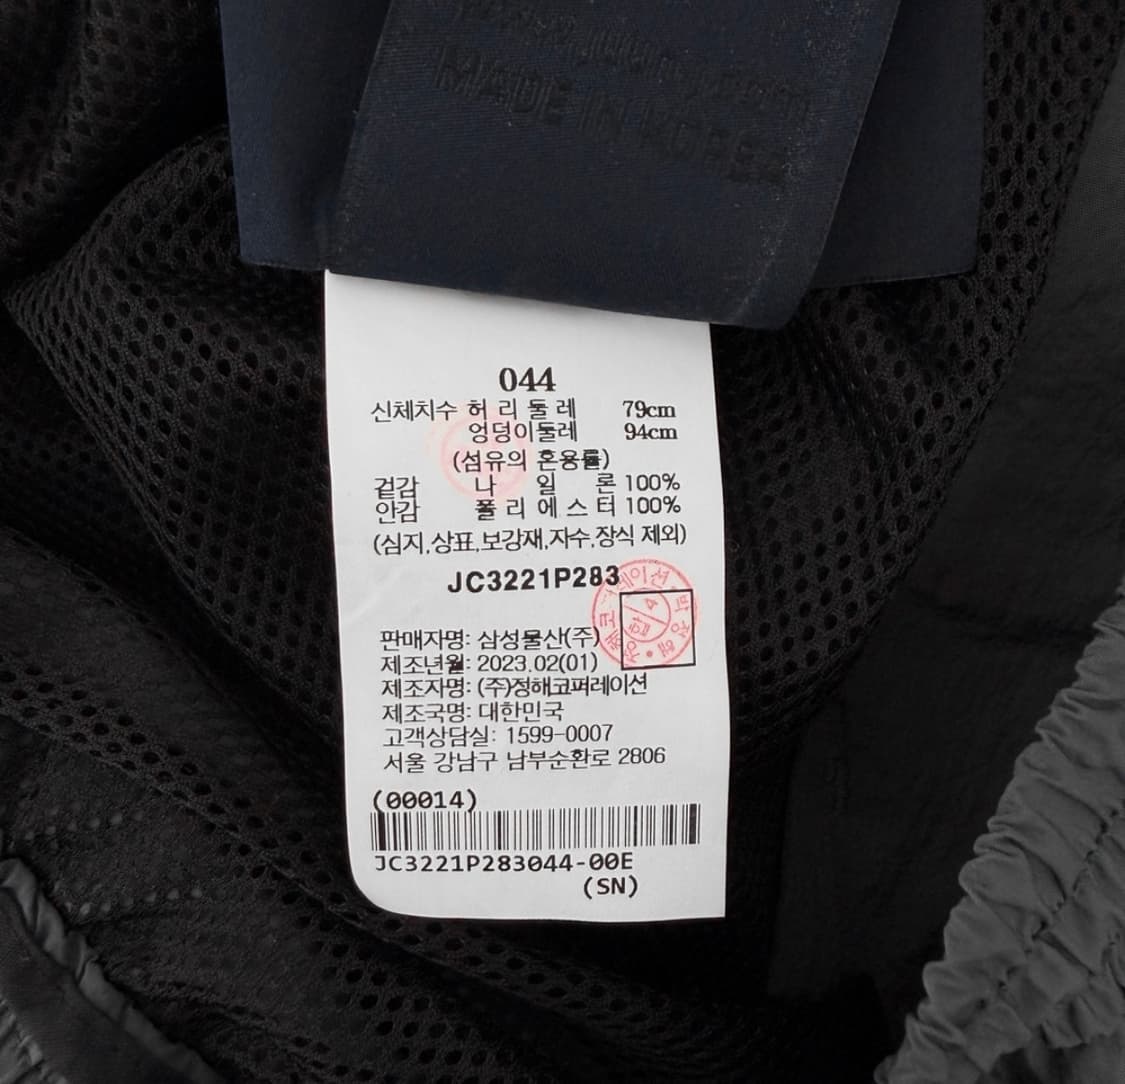 MADE IN KOREA
044
신체치수 허 리 둘 레 79cm
엉덩이둘레 94cm
(섬유의 혼용률)
겉감 나 일 론 100%
안감 폴 리 에 스 터 100%
(심지,상표,보강재,자수,장식 제외)
JC3221P283
판매자명: 삼성물산(주)
제조년월: 2023.02(01)
제조자명: (주)정해코퍼레이션
제조국명: 대한민국
고객상담실: 1599-0007
서울 강남구 남부순환로 2806
(00014)
JC3221P283044-00E
(SN)